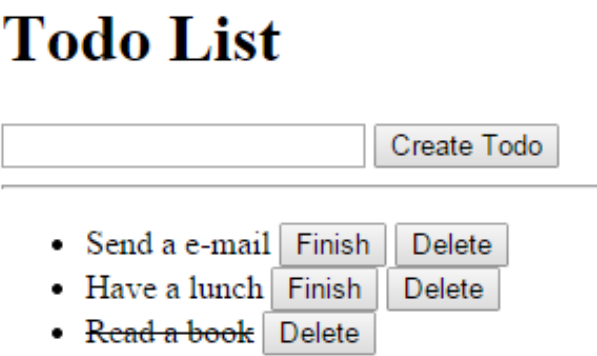 Todo List
Create Todo
Send a e-mail Finish Delete
Have a lunch Finish Delete
Read a book Delete